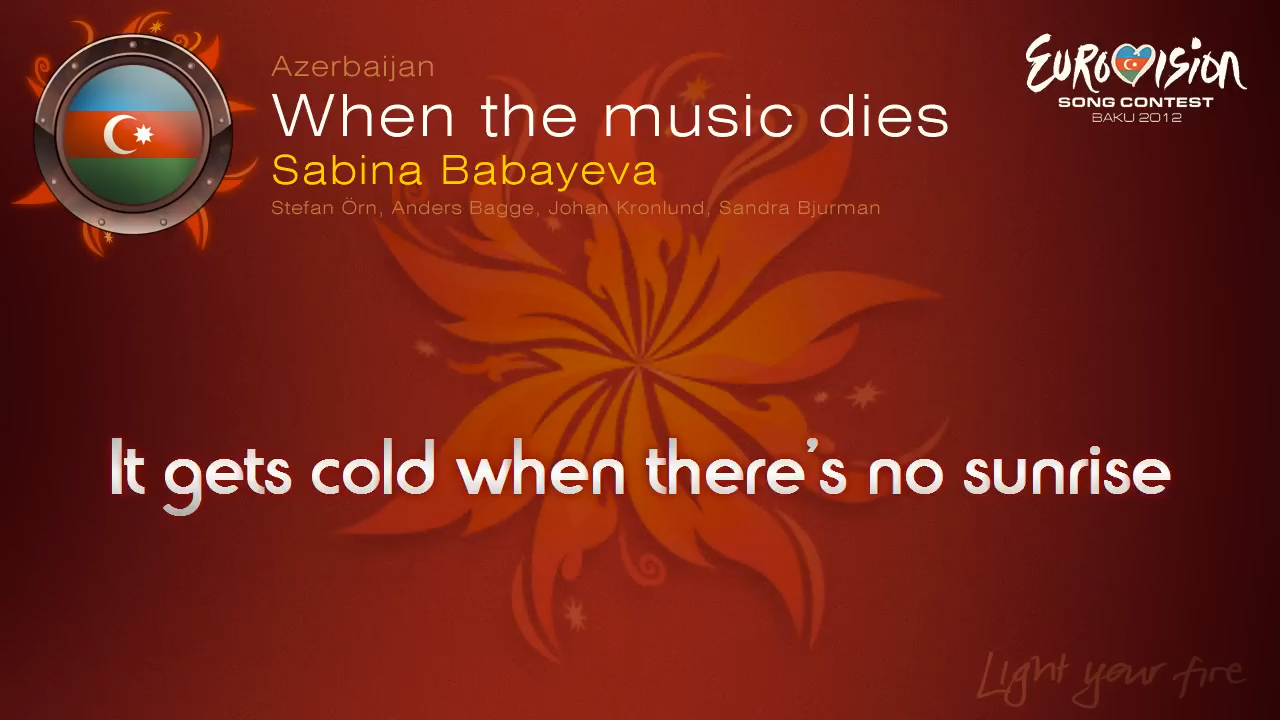 Azerbaijan
When the music dies
Sabina Babayeva
Stefan Örn, Anders Bagge, Johan Kronlund, Sandra Bjurman
EUROVISION
SONG CONTEST
BAKU 2012
It gets cold when there's no sunrise
Light your fire